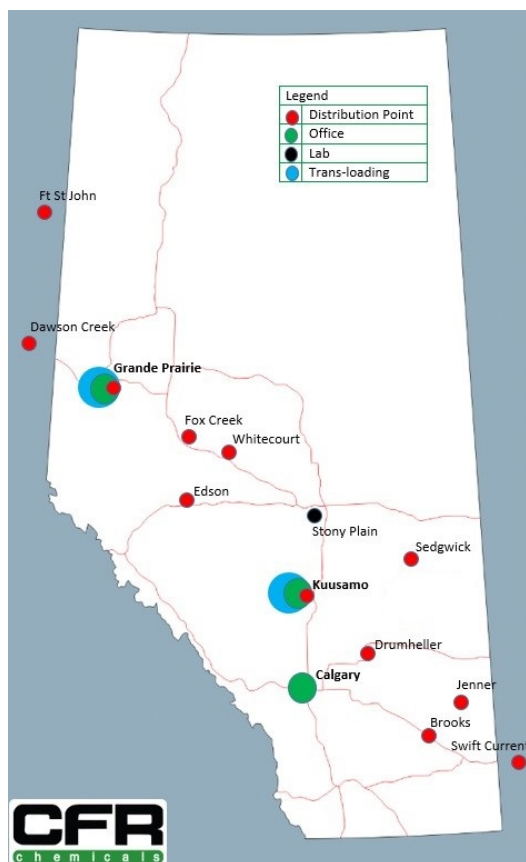 Legend
Distribution Point
Office
Lab
Trans-loading
Ft St John
Dawson Creek
Grande Prairie
Fox Creek
Whitecourt
Edson
Stony Plain
Sedgwick
Kuusamo
Drumheller
Calgary
Jenner
Brooks
Swift Current
CFR
chemicals